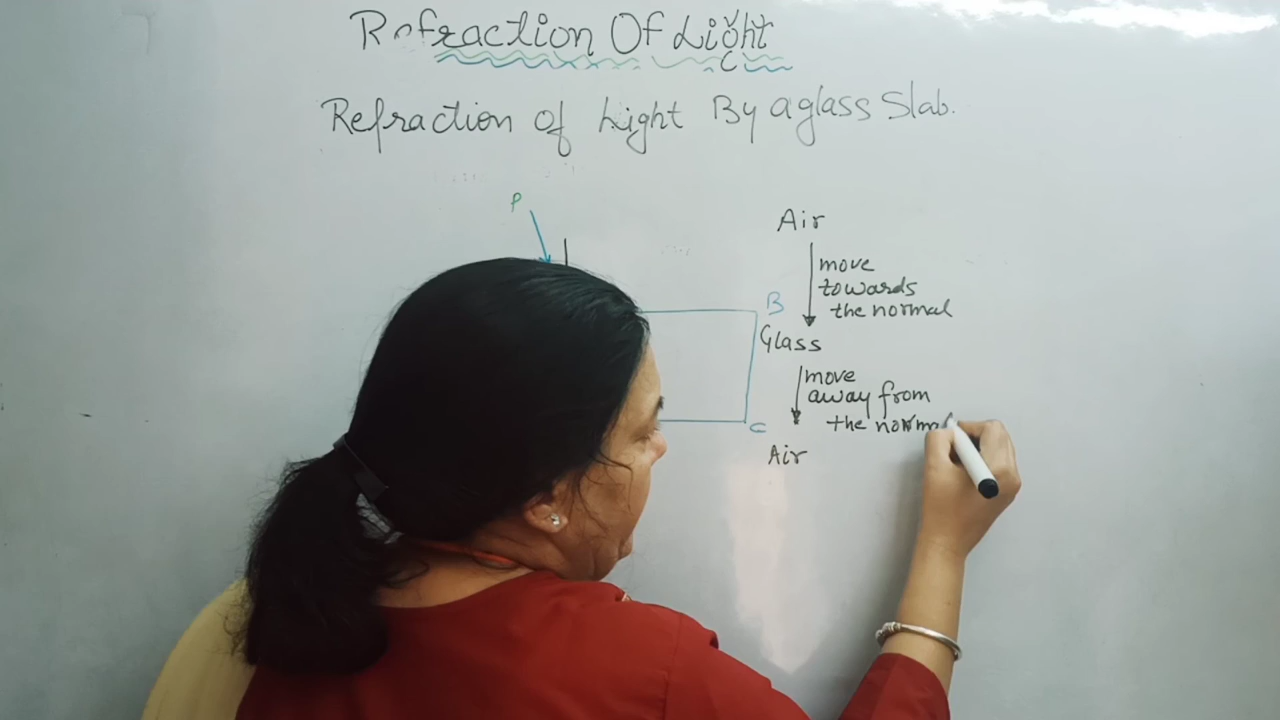 Refraction Of Light
Refraction of Light By a glass Slab.
P
Air
move
towards
the normal
B
Glass
move
away from
the norma
C
Air